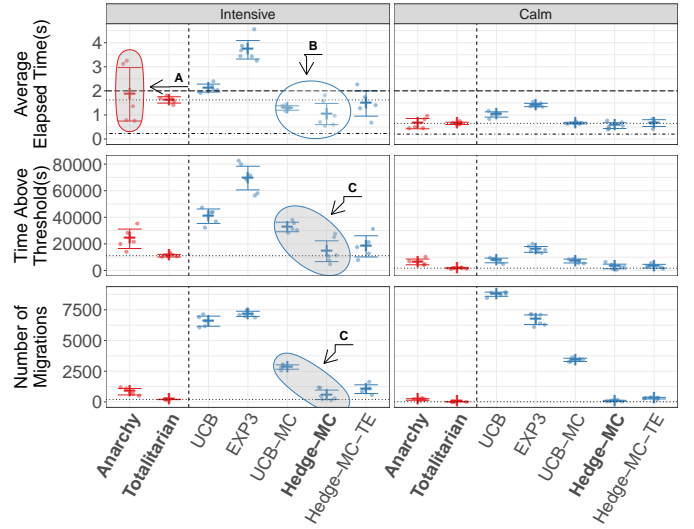 Intensive
Calm
Average
Elapsed Time(s)
4
3
2
1
0
A
B
Time Above
Threshold(s)
80000
60000
40000
20000
0
C
Number of
Migrations
7500
5000
2500
0
C
Anarchy
Totalitarian
UCB
EXP3
UCB−MC
Hedge−MC
Hedge−MC−TE
Anarchy
Totalitarian
UCB
EXP3
UCB−MC
Hedge−MC
Hedge−MC−TE